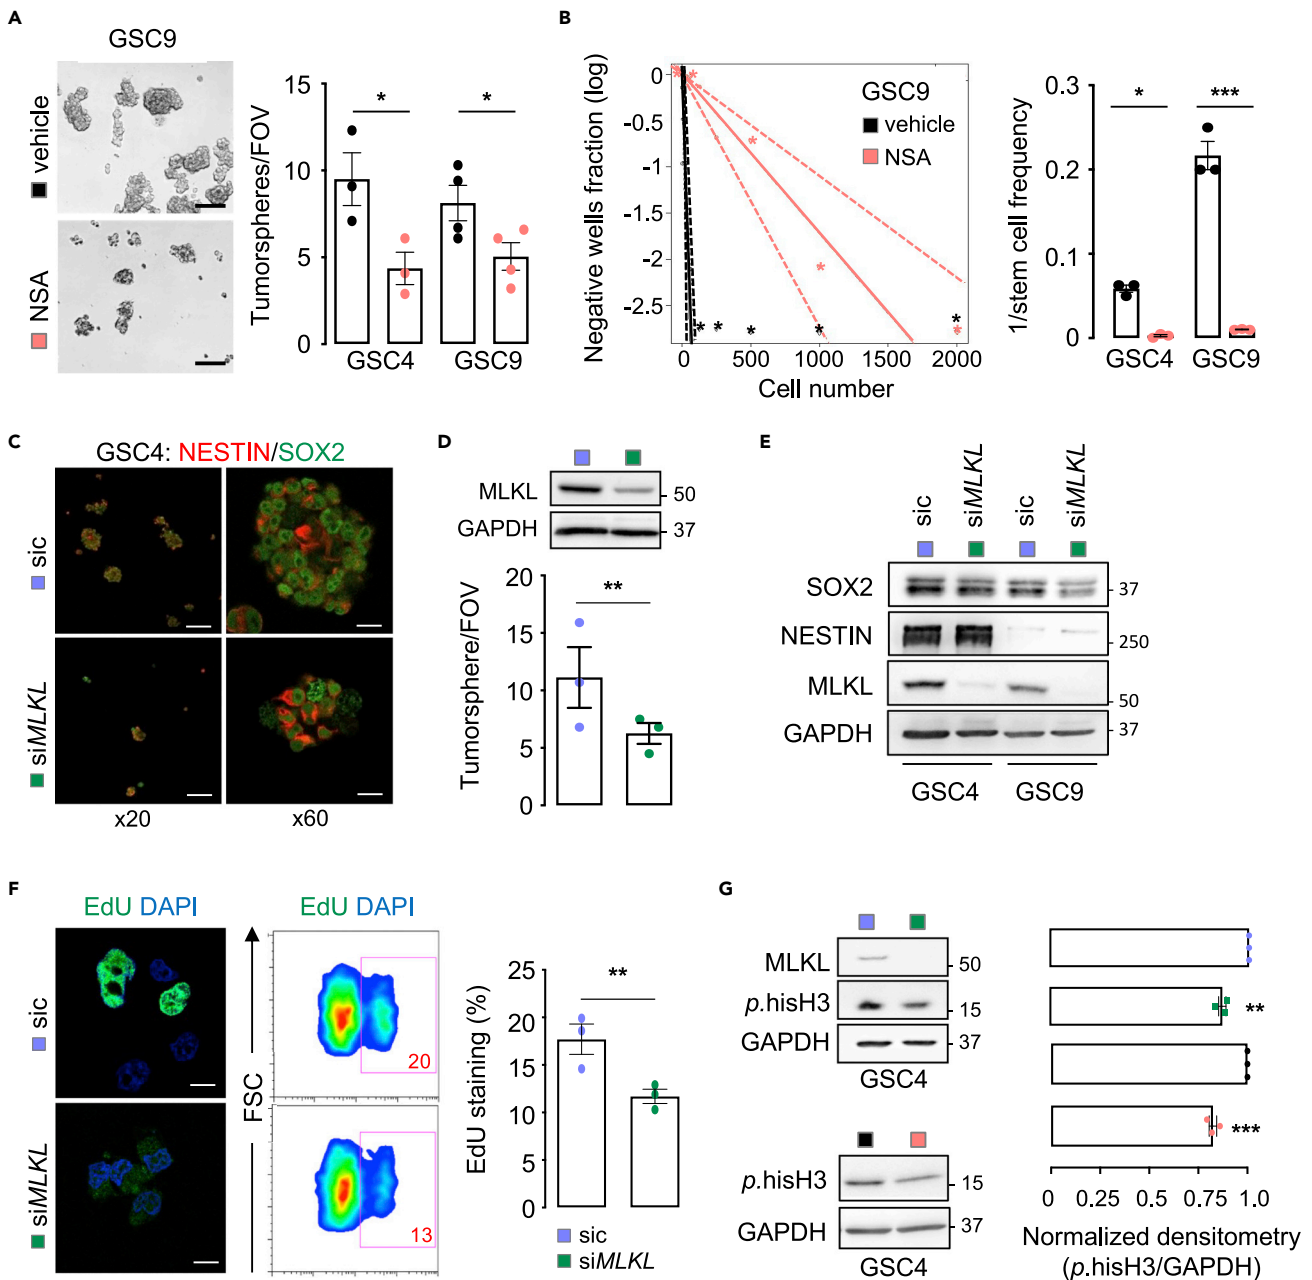 A
GSC9
vehicle
NSA
Tumorspheres/FOV
15
10
5
0
*
*
GSC4
GSC9
B
Negative wells fraction (log)
0
-0.5
-1
-1.5
-2
-2.5
GSC9
vehicle
NSA
0
500
1000
1500
2000
Cell number
1/stem cell frequency
0.3
0.2
0.1
0
*
***
GSC4
GSC9
C
GSC4: NESTIN/SOX2
sic
siMLKL
x20
x60
D
MLKL
50
GAPDH
37
Tumorsphere/FOV
20
15
10
5
0
**
E
sic
siMLKL
sic
siMLKL
SOX2
37
NESTIN
250
MLKL
50
GAPDH
37
GSC4
GSC9
F
EdU DAPI
EdU DAPI
sic
siMLKL
FSC
20
13
EdU staining (%)
25
20
15
10
5
0
**
sic
siMLKL
G
MLKL
50
p.hisH3
15
GAPDH
37
GSC4
p.hisH3
15
GAPDH
37
GSC4
**
***
0
0.25
0.50
0.75
1.0
Normalized densitometry
(p.hisH3/GAPDH)